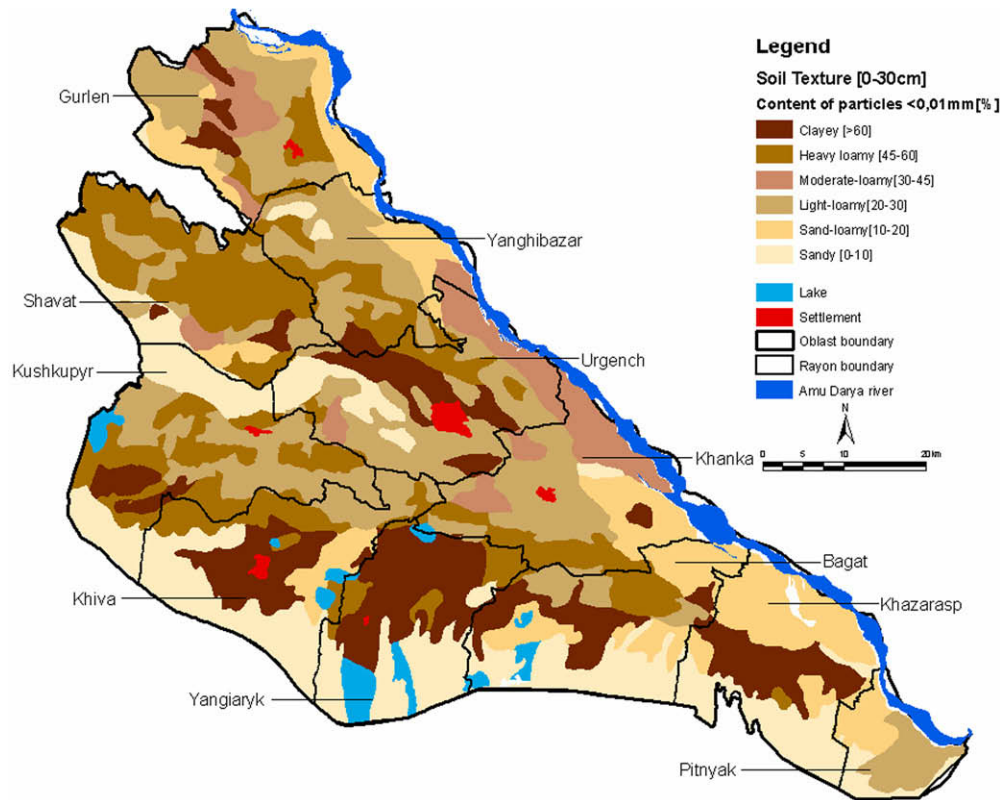 Legend
Soil Texture [0-30cm]
Content of particles <0,01mm[%]
Clayey [>60]
Heavy loamy [45-60]
Moderate-loamy[30-45]
Light-loamy[20-30]
Sand-loamy[10-20]
Sandy [0-10]
Lake
Settlement
Oblast boundary
Rayon boundary
Amu Darya river
N
0 5 10 20 km
Gurlen
Yanghibazar
Shavat
Urgench
Kushkupyr
Khanka
Bagat
Khiva
Khazarasp
Yangiaryk
Pitnyak